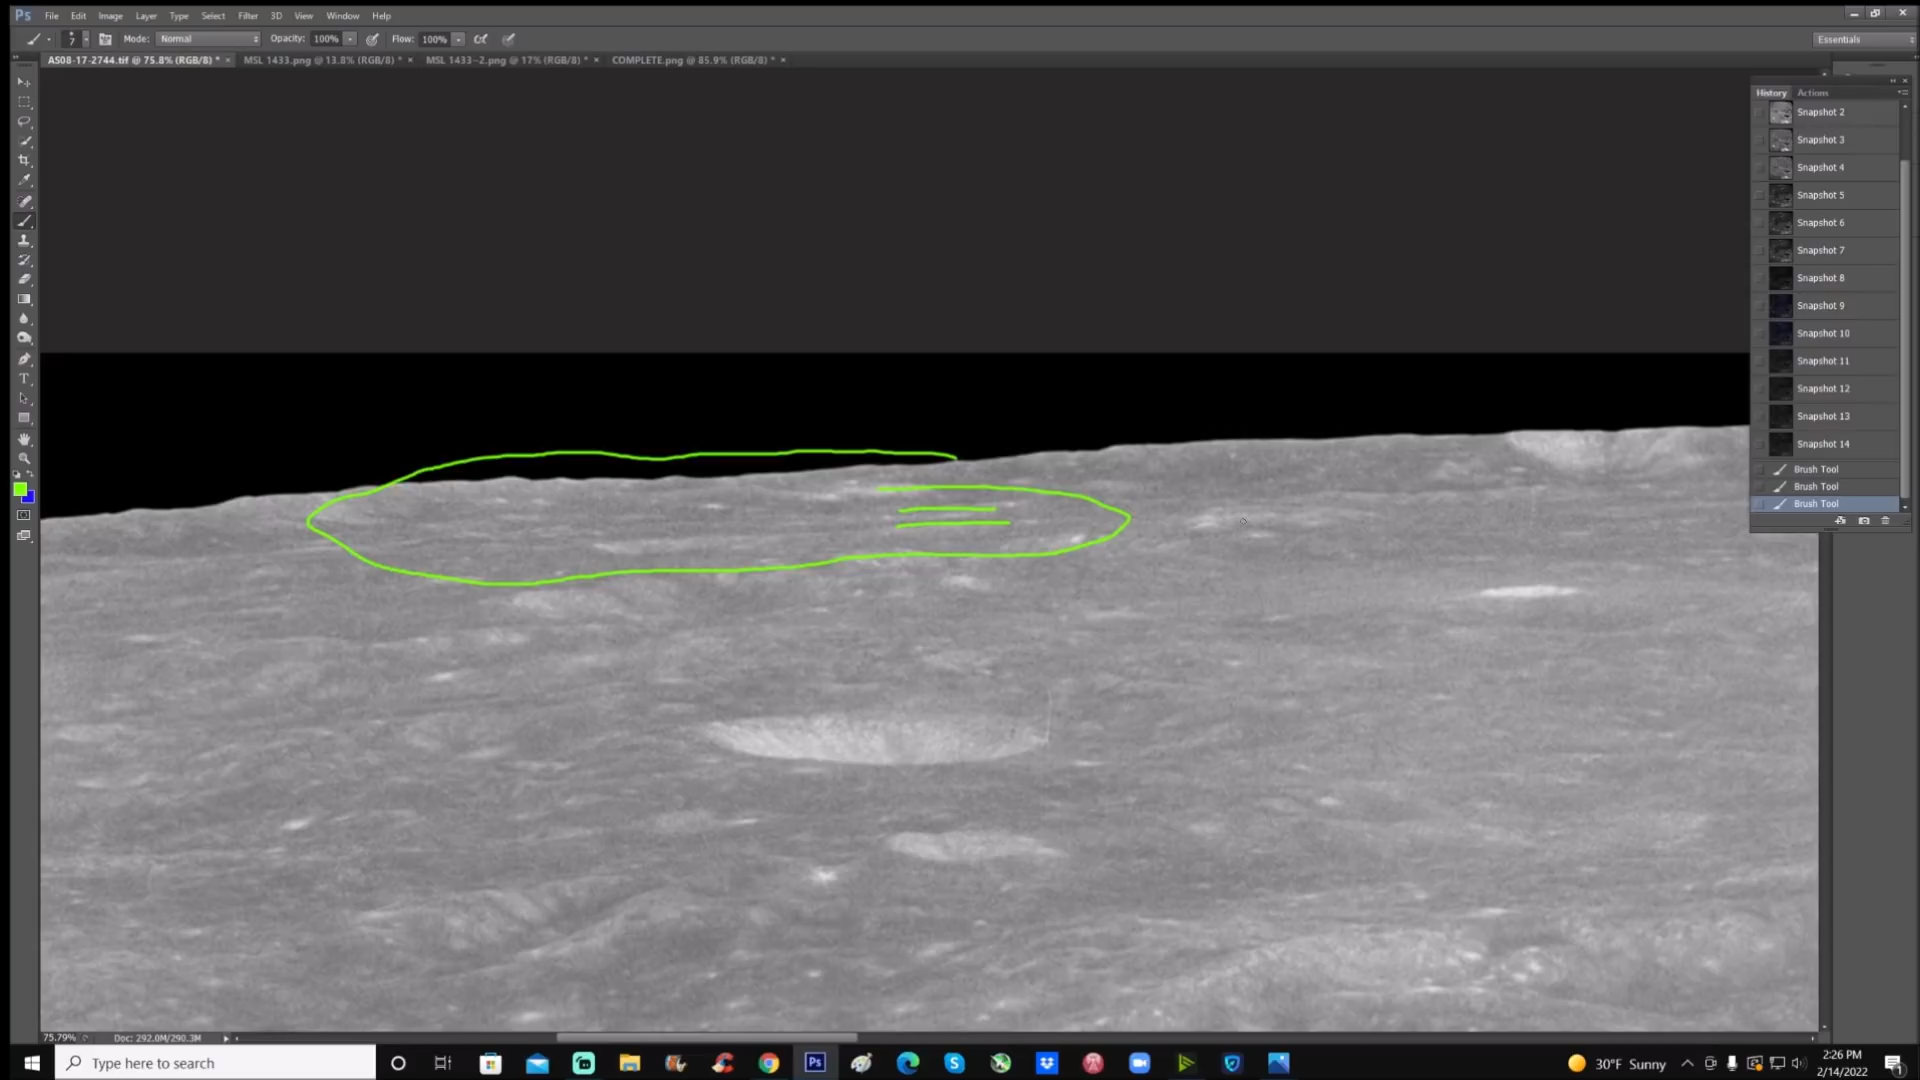 Ps File Edit Image Layer Type Select Filter 3D View Window Help
7 Mode: Normal Opacity: 100% Flow: 100% Essentials
AS08-17-2744.tif @ 75.8% (RGB/8) * × MSL 1433.png @ 13.8% (RGB/8) * × MSL 1433-2.png @ 17% (RGB/8) * × COMPLETE.png @ 85.9% (RGB/8) * ×
History Actions
Snapshot 2
Snapshot 3
Snapshot 4
Snapshot 5
Snapshot 6
Snapshot 7
Snapshot 8
Snapshot 9
Snapshot 10
Snapshot 11
Snapshot 12
Snapshot 13
Snapshot 14
Brush Tool
Brush Tool
Brush Tool
75.79% Doc: 292.0M/290.3M
Type here to search
Ps
30°F Sunny
2:26 PM
2/14/2022
1